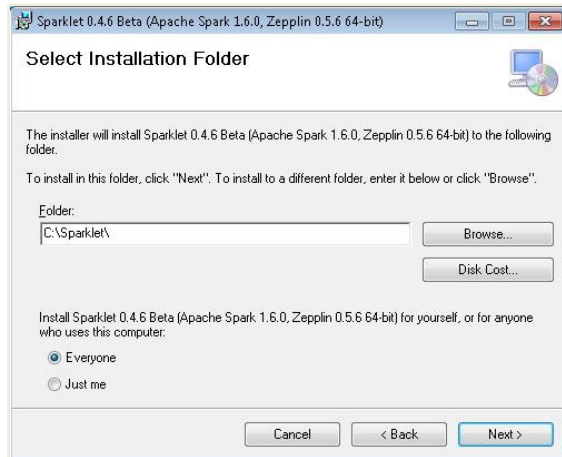 Sparklet 0.4.6 Beta (Apache Spark 1.6.0, Zepplin 0.5.6 64-bit)
Select Installation Folder
The installer will install Sparklet 0.4.6 Beta (Apache Spark 1.6.0, Zepplin 0.5.6 64-bit) to the following
folder.
To install in this folder, click "Next". To install to a different folder, enter it below or click "Browse".
Folder:
C:\Sparklet\
Browse...
Disk Cost...
Install Sparklet 0.4.6 Beta (Apache Spark 1.6.0, Zepplin 0.5.6 64-bit) for yourself, or for anyone
who uses this computer:
Everyone
Just me
Cancel
< Back
Next >